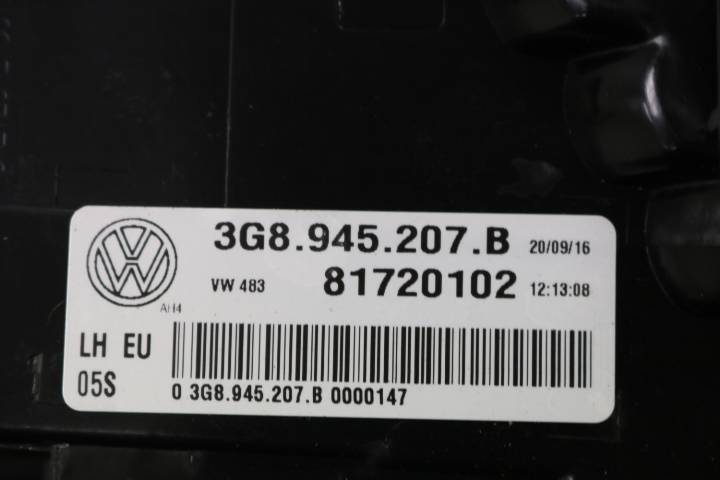 3G8.945.207.B 20/09/16
VW 483 81720102 12:13:08
AH4
LH EU
05S
0 3G8.945.207.B 0000147